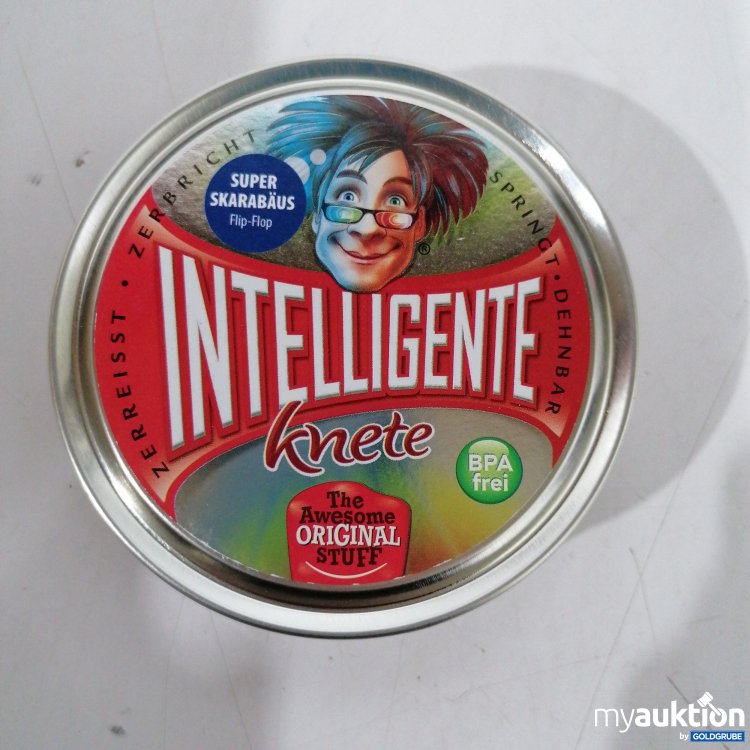 ZERREISST • ZERBRICHT
SPRINGT • DEHNBAR
SUPER
SKARABÄUS
Flip-Flop
®
INTELLIGENTE
knete
BPA
frei
The
Awesome
ORIGINAL
STUFF
myauktion
by GOLDGRUBE